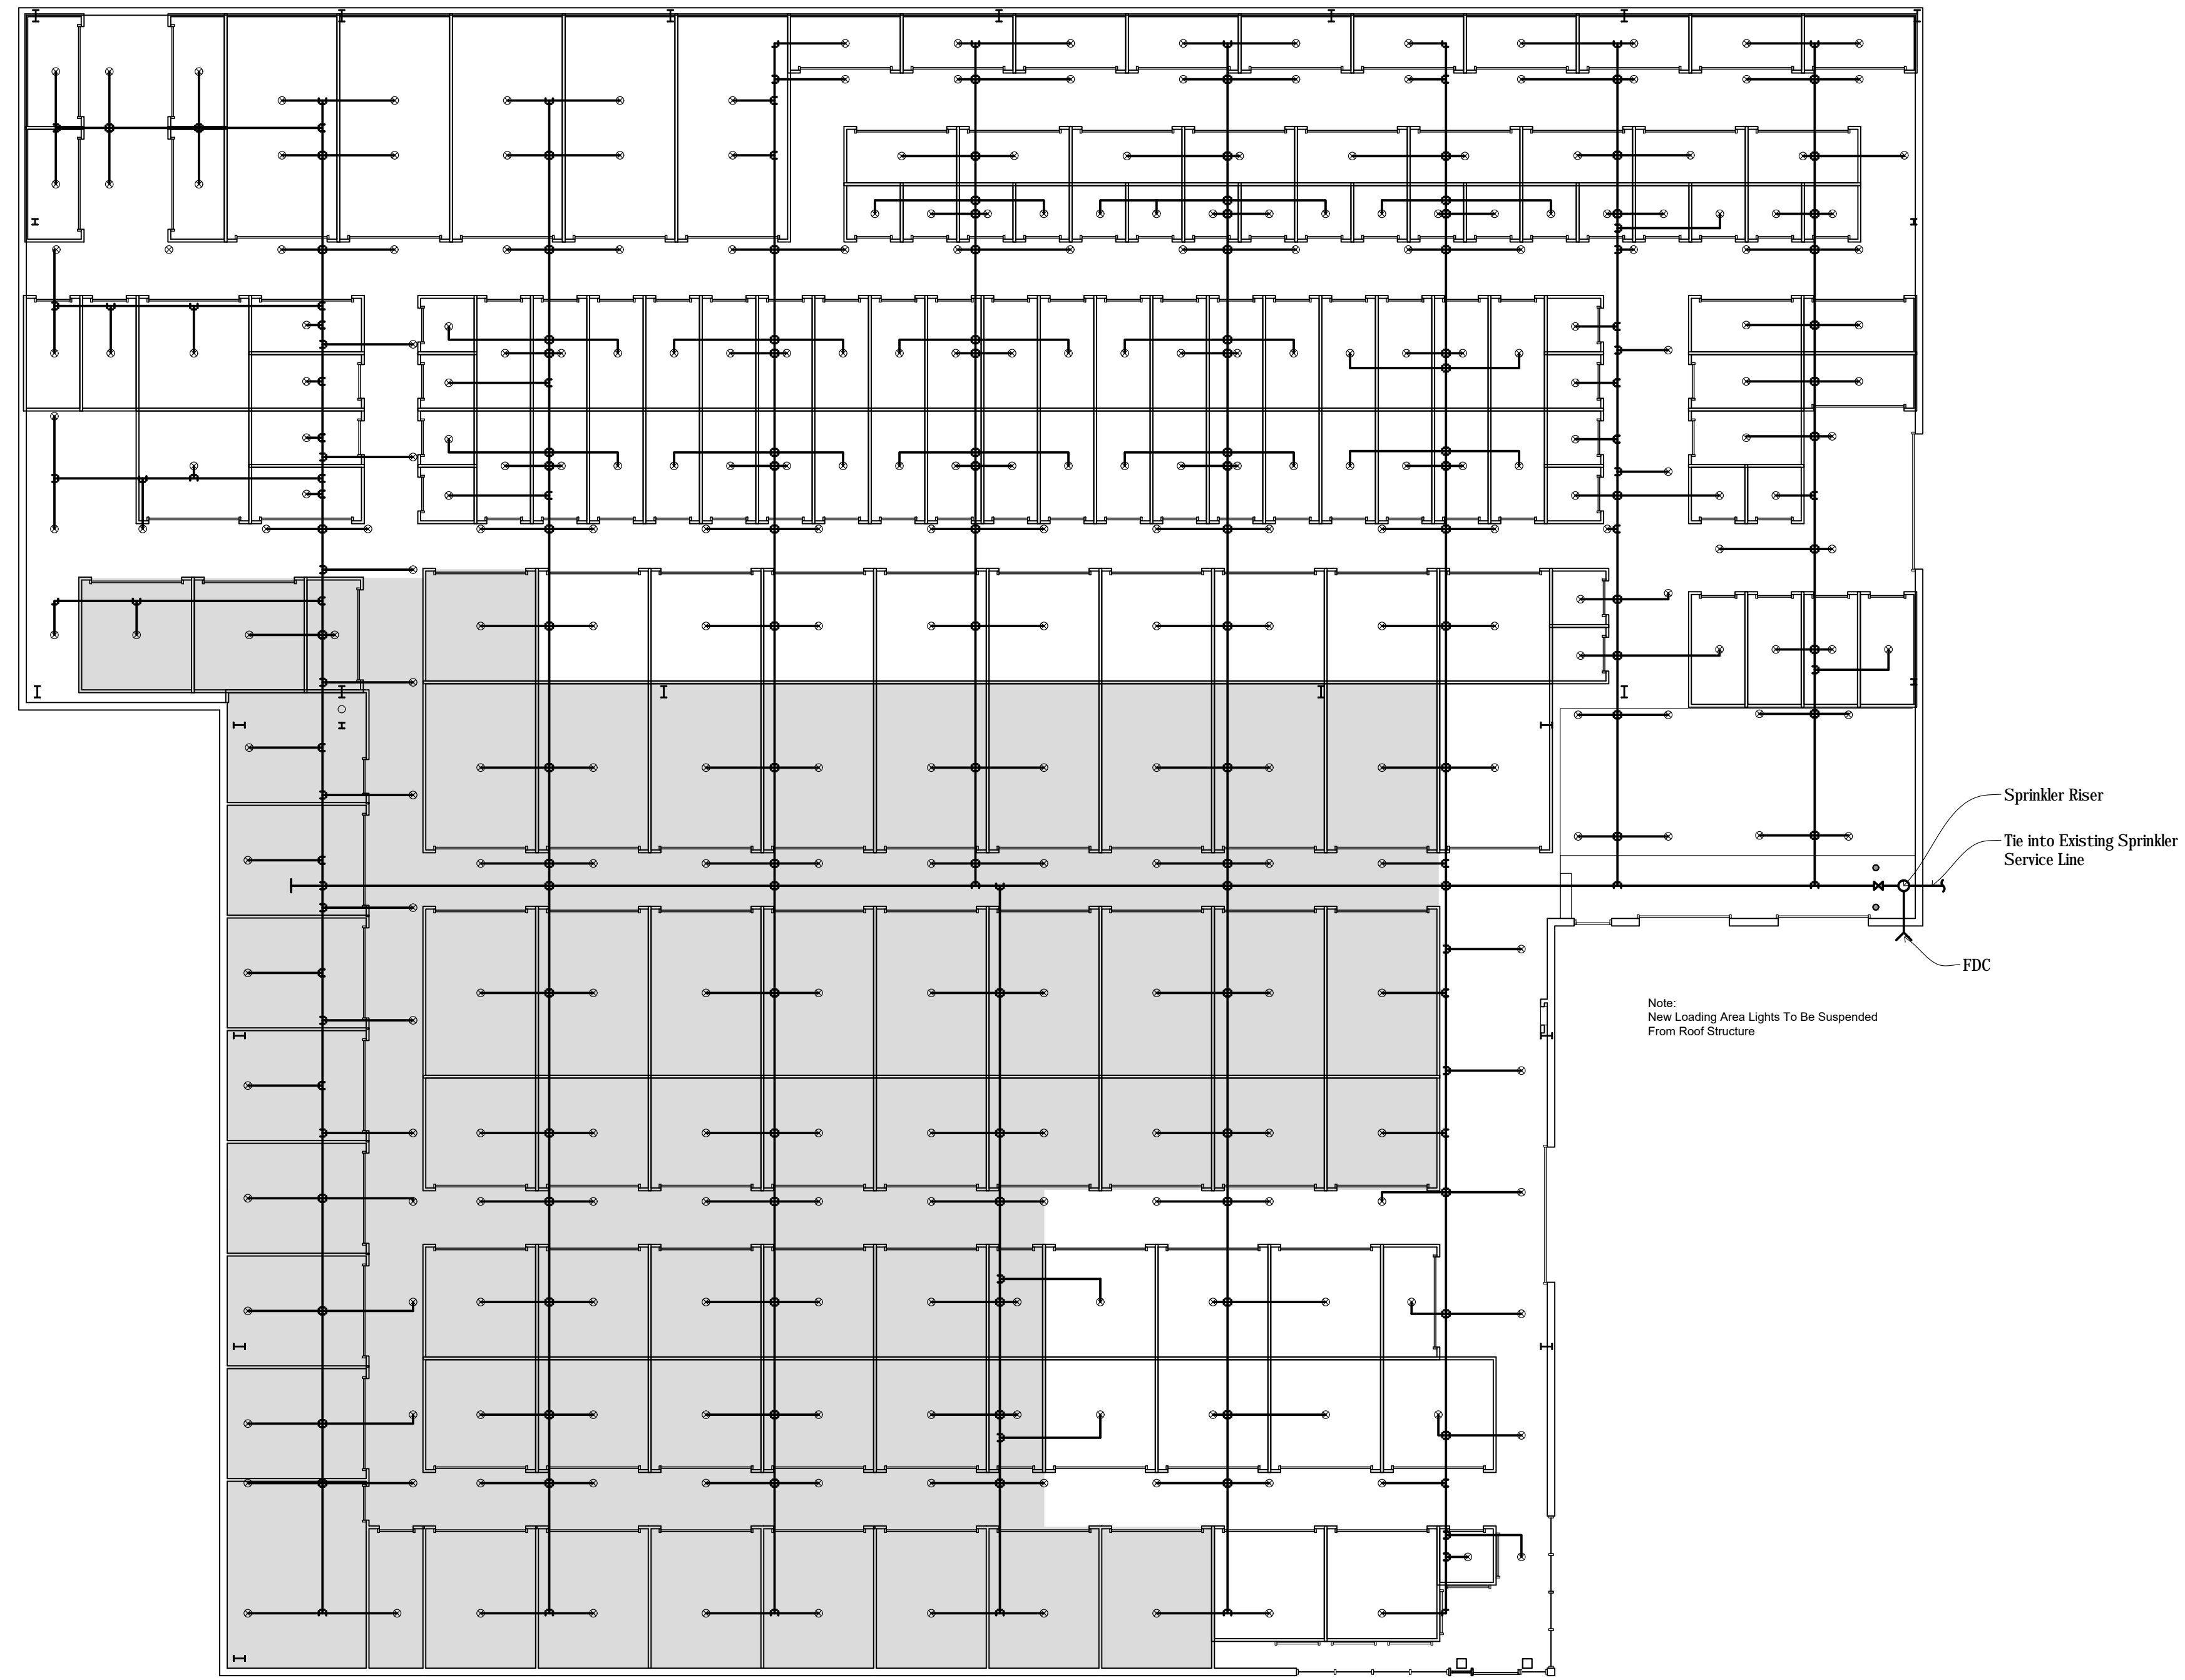 Sprinkler Riser
Tie into Existing Sprinkler
Service Line
FDC
Note:
New Loading Area Lights To Be Suspended
From Roof Structure